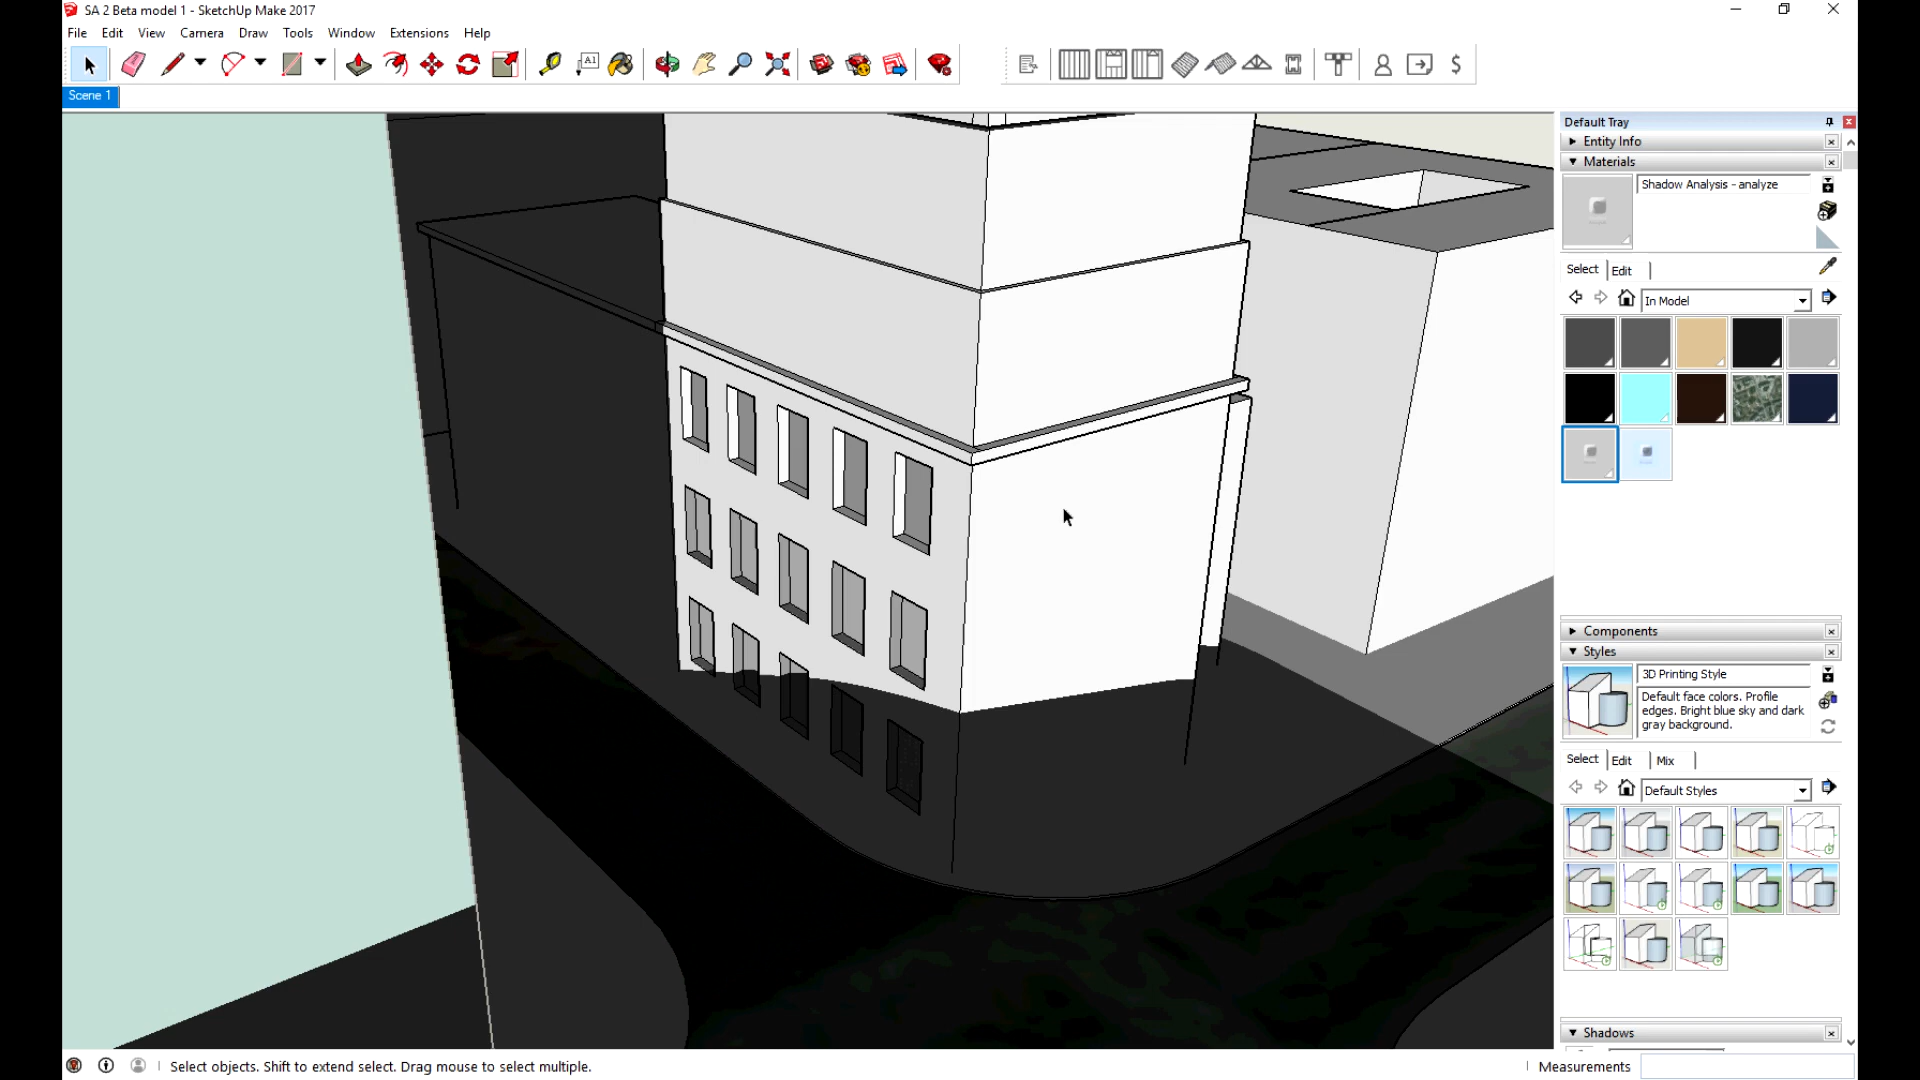 SA 2 Beta model 1 - SketchUp Make 2017
File Edit View Camera Draw Tools Window Extensions Help
A1
$
Scene 1
Default Tray
Entity Info
Materials
Shadow Analysis - analyze
Select Edit
In Model
Components
Styles
3D Printing Style
Default face colors. Profile
edges. Bright blue sky and dark
gray background.
Select Edit Mix
Default Styles
Shadows
Select objects. Shift to extend select. Drag mouse to select multiple.
Measurements